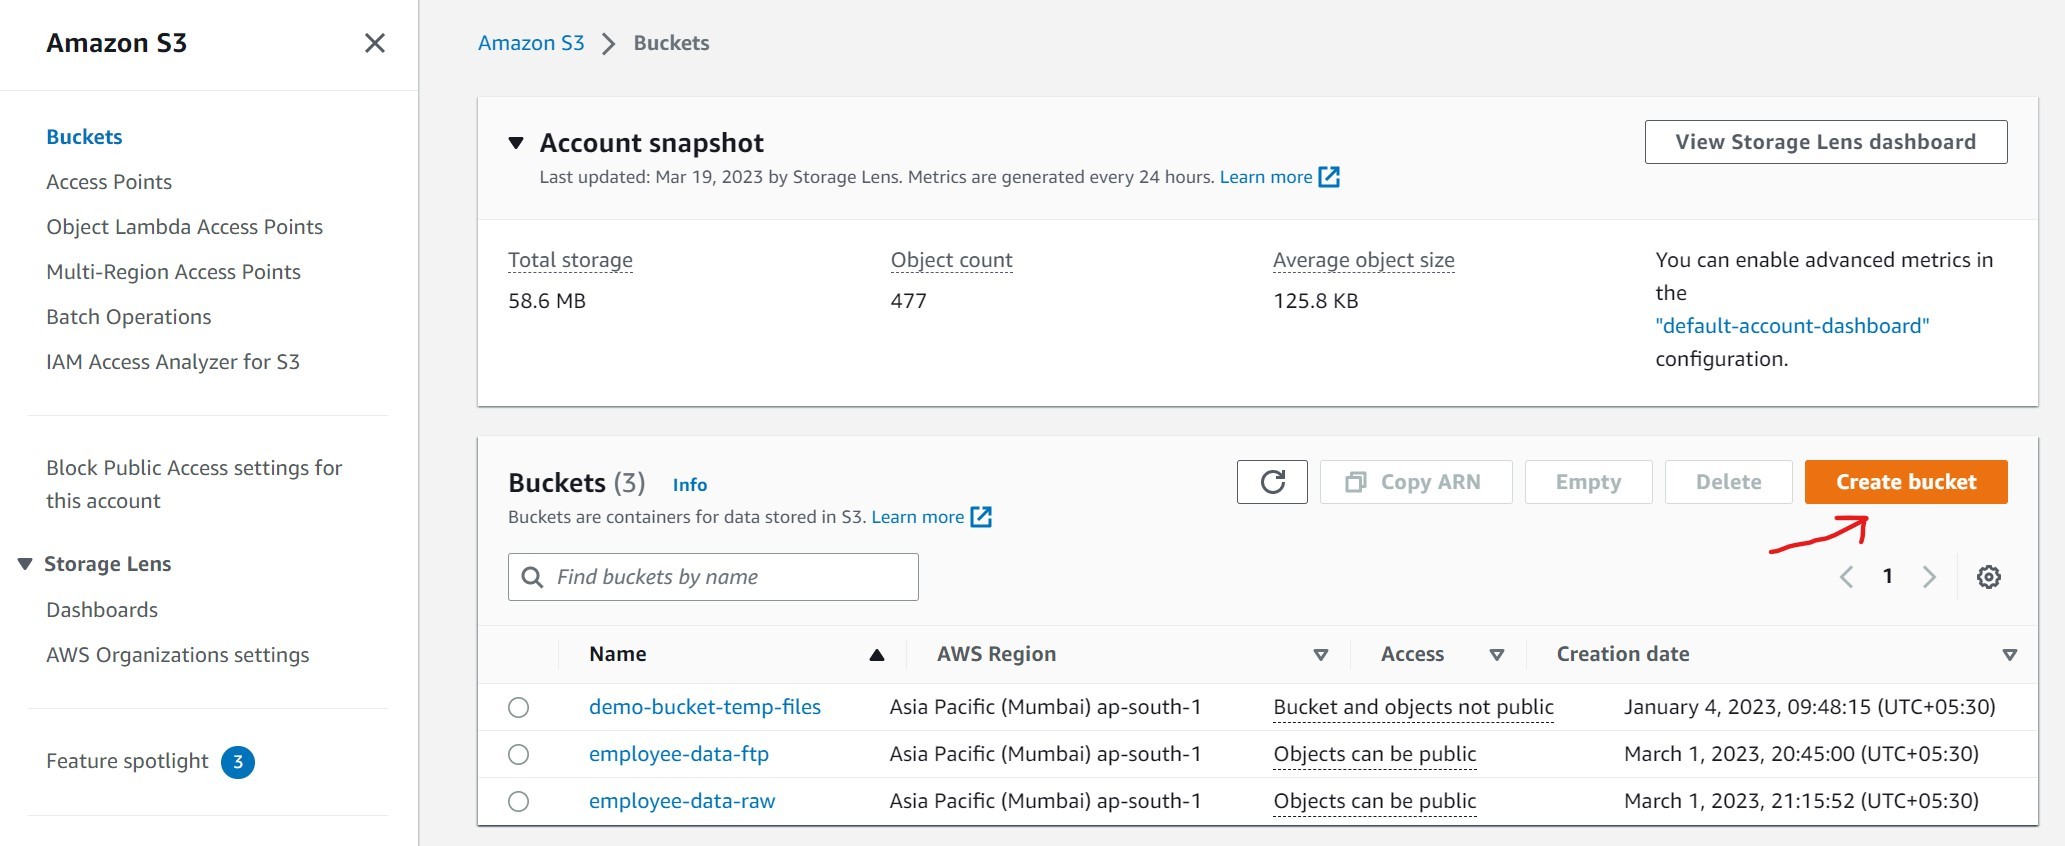 Amazon S3
Buckets
Access Points
Object Lambda Access Points
Multi-Region Access Points
Batch Operations
IAM Access Analyzer for S3
Block Public Access settings for
this account
Storage Lens
Dashboards
AWS Organizations settings
Feature spotlight 3
Amazon S3 Buckets
Account snapshot
View Storage Lens dashboard
Last updated: Mar 19, 2023 by Storage Lens. Metrics are generated every 24 hours. Learn more
Total storage
58.6 MB
Object count
477
Average object size
125.8 KB
You can enable advanced metrics in
the
"default-account-dashboard"
configuration.
Buckets (3) Info
Copy ARN
Empty
Delete
Create bucket
Buckets are containers for data stored in S3. Learn more
Find buckets by name
1
Name AWS Region Access Creation date
demo-bucket-temp-files Asia Pacific (Mumbai) ap-south-1 Bucket and objects not public January 4, 2023, 09:48:15 (UTC+05:30)
employee-data-ftp Asia Pacific (Mumbai) ap-south-1 Objects can be public March 1, 2023, 20:45:00 (UTC+05:30)
employee-data-raw Asia Pacific (Mumbai) ap-south-1 Objects can be public March 1, 2023, 21:15:52 (UTC+05:30)